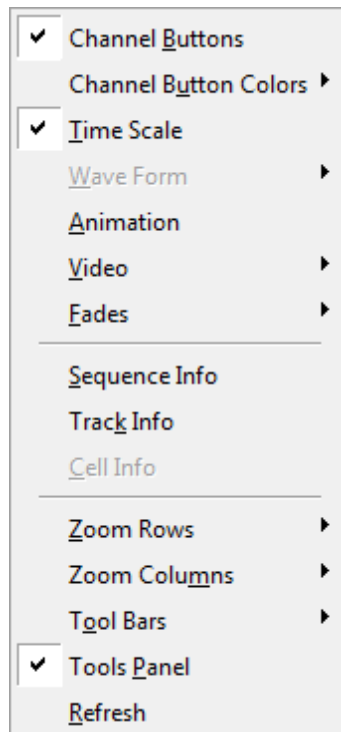 Channel Buttons
Channel Button Colors
Time Scale
Wave Form
Animation
Video
Fades
Sequence Info
Track Info
Cell Info
Zoom Rows
Zoom Columns
Tool Bars
Tools Panel
Refresh